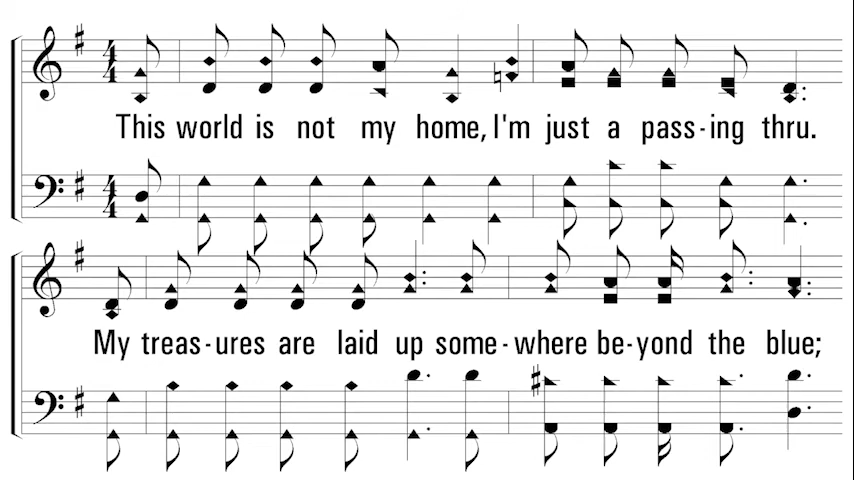 This world is not my home, I'm just a pass-ing thru.
My treas-ures are laid up some-where be-yond the blue;